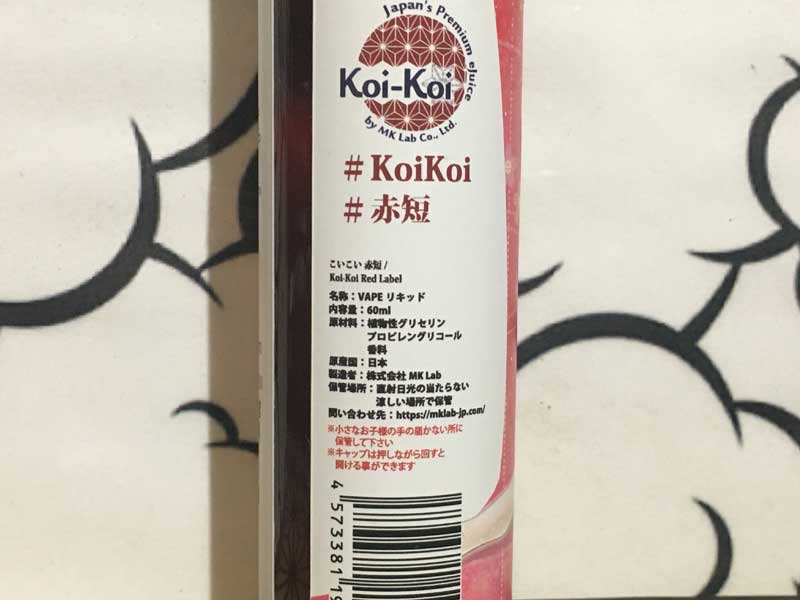 Japan's Premium eJuice
Koi-Koi
by MK Lab Co., Ltd.
# KoiKoi
# 赤短
こいこい 赤短 /
Koi-Koi Red Label
名称：VAPE リキッド
内容量：60ml
原材料：植物性グリセリン
プロピレングリコール
香料
原産国：日本
製造者：株式会社 MK Lab
保管場所：直射日光の当たらない
涼しい場所で保管
問い合わせ先：https://mklab-jp.com/
※小さなお子様の手の届かない所に
保管して下さい
※キャップは押しながら回すと
開ける事ができます
4 573381 19